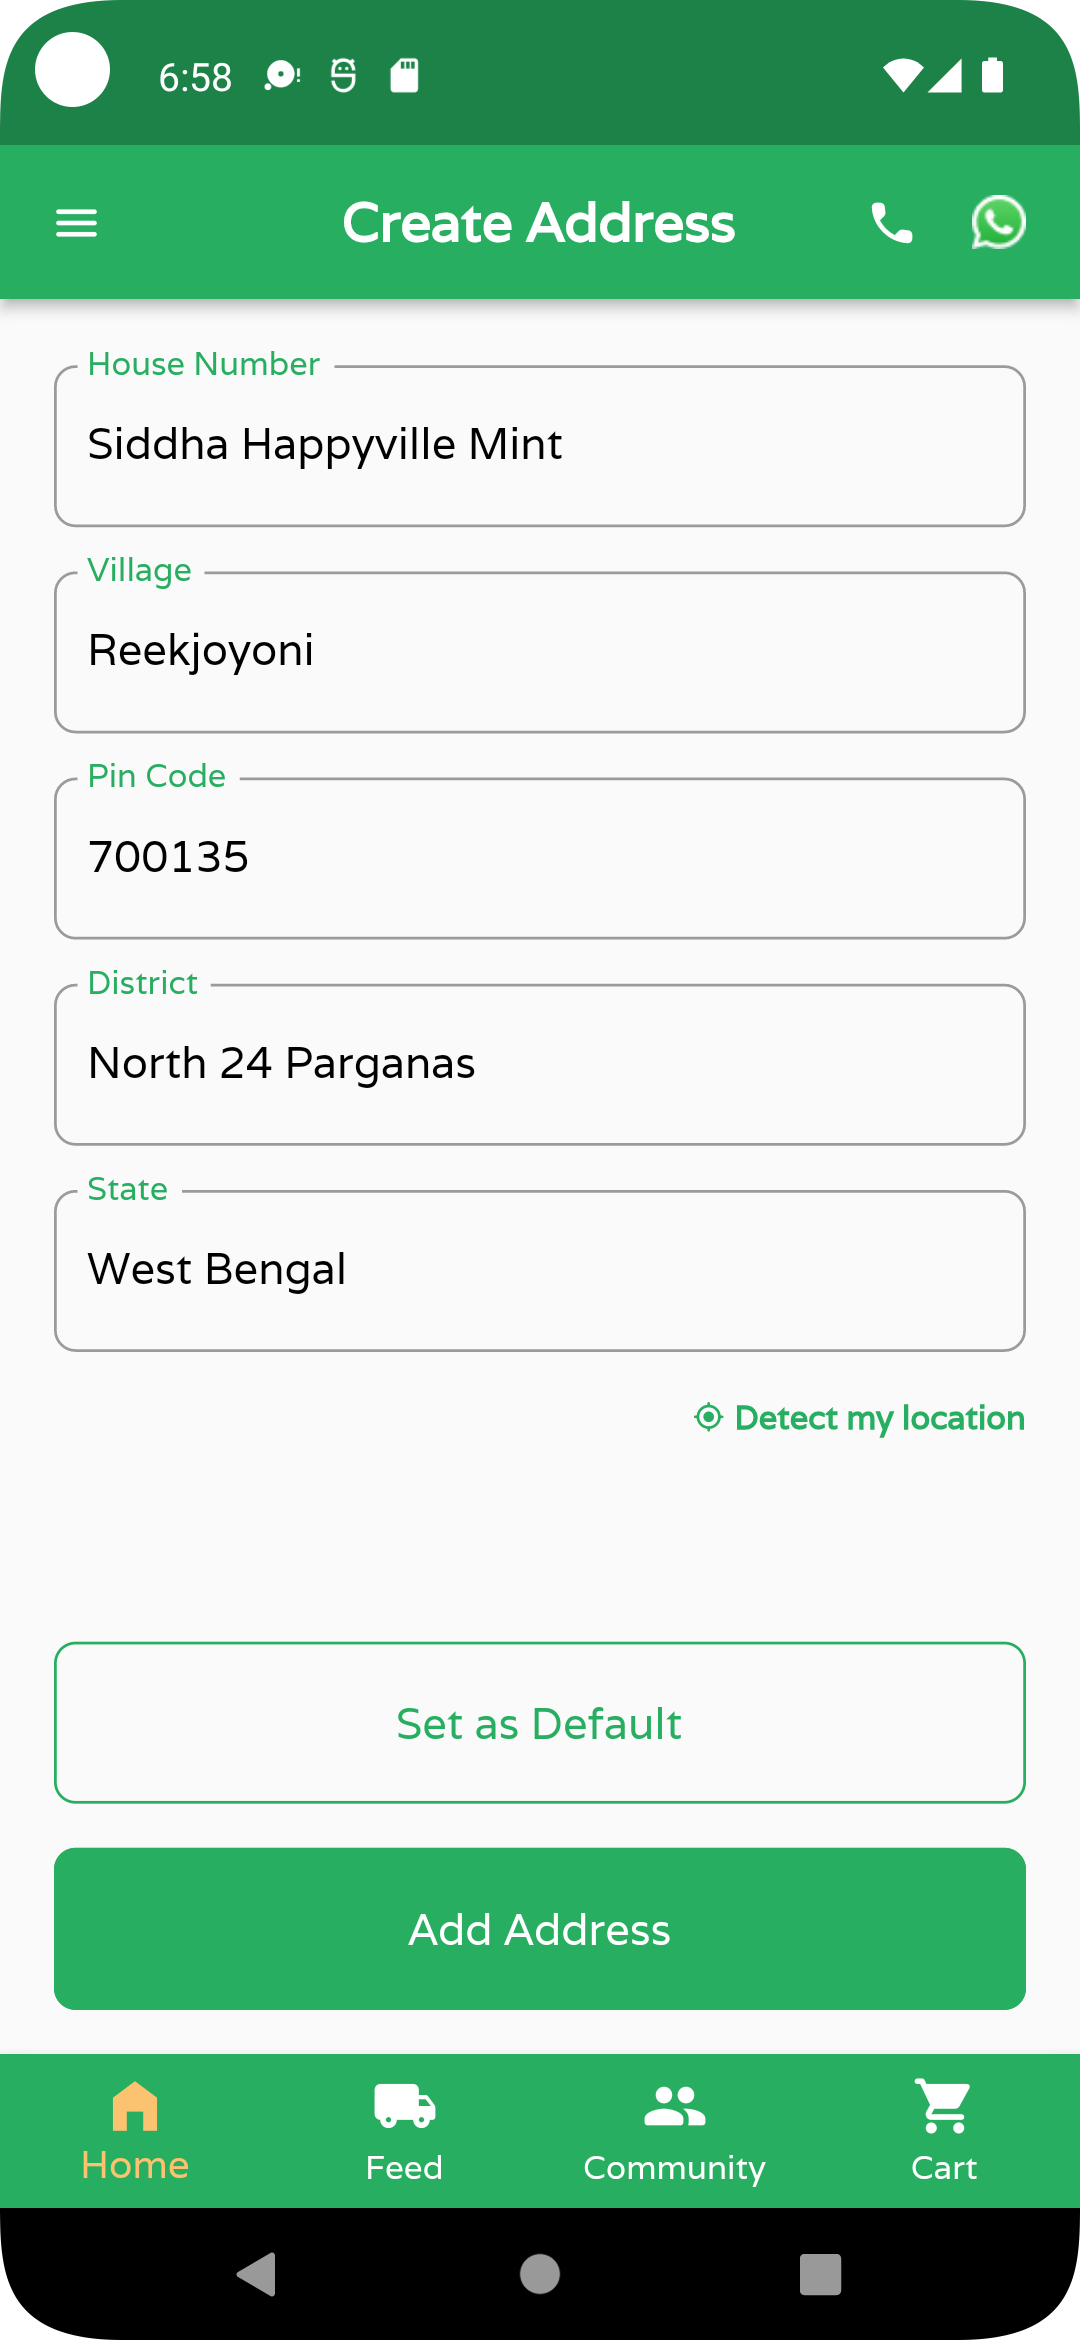 6:58
Create Address
House Number
Siddha Happyville Mint
Village
Reekjoyoni
Pin Code
700135
District
North 24 Parganas
State
West Bengal
Detect my location
Set as Default
Add Address
Home
Feed
Community
Cart